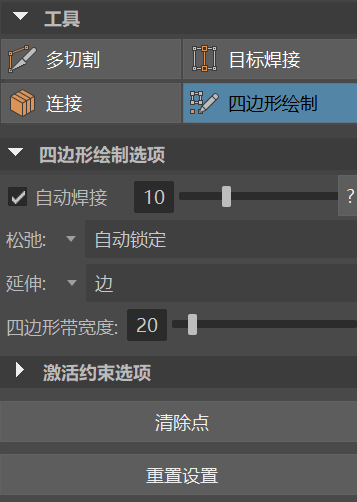 工具
多切割 目标焊接
连接 四边形绘制
四边形绘制选项
自动焊接 10 ?
松弛: 自动锁定
延伸: 边
四边形带宽度: 20
激活约束选项
清除点
重置设置